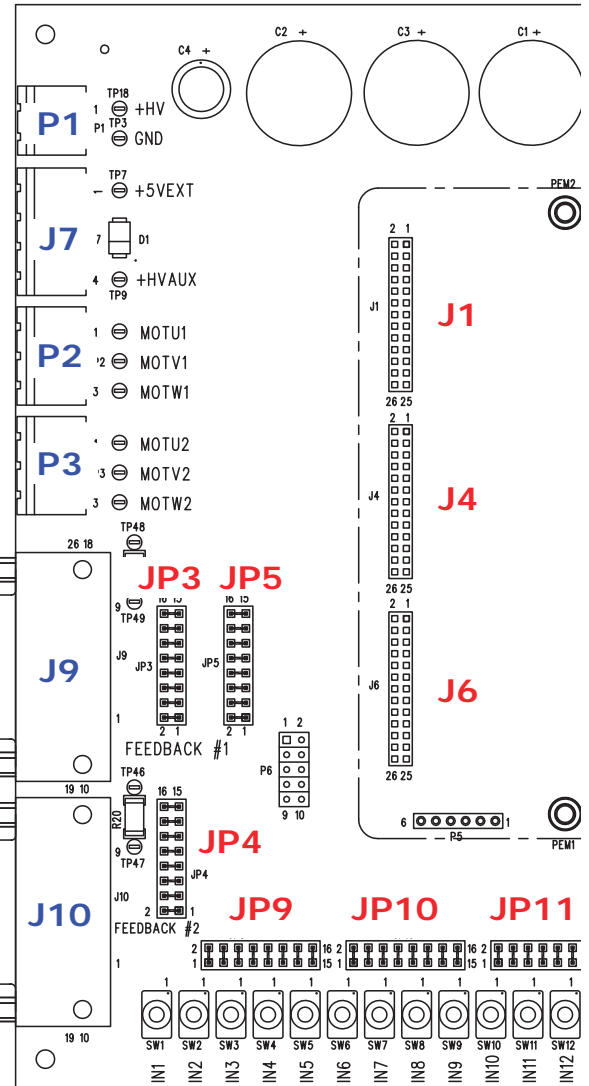 C4 + C2 + C3 + C1 +
TP18
1 +HV
P1 P1 TP3
GND
TP7
1 +5VEXT
PEM2
J7 7 D1
4 +HVAUX
TP9
2 1
J1 J1
26 25
1 MOTU1
P2 P2 MOTV1
3 MOTW1
2 1
J4 J4
26 25
MOTU2
P3 P3 MOTV2
3 MOTW2
TP48
26 18
JP3 JP5
16 15 16 15
9 TP49
2 1
J9 J9 JP3 JP5
J6 J6
1
2 1 2 1
FEEDBACK #1
1 2
P6
9 10
26 25
19 10
TP46
16 15
R20
6 1
P5
PEM1
JP4
9
TP47
JP4
J10 J10
2 1
FEEDBACK #2
JP9 JP10 JP11
2 16 2 16 2
1 15 1 15 1
1
1 1 1 1 1 1 1 1 1 1 1 1
SW1 SW2 SW3 SW4 SW5 SW6 SW7 SW8 SW9 SW10 SW11 SW12
19 10
IN1 IN2 IN3 IN4 IN5 IN6 IN7 IN8 IN9 IN10 IN11 IN12